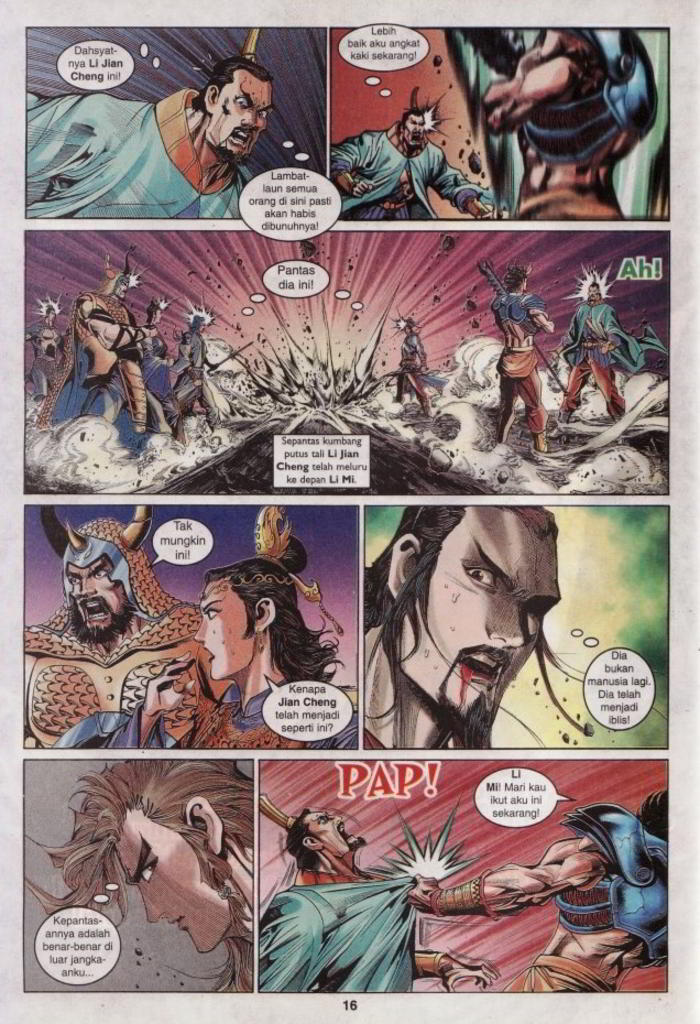 Dahsyat-
nya Li Jian
Cheng ini!
Lambat-
laun semua
orang di sini pasti
akan habis
dibunuhnya!
Lebih
baik aku angkat
kaki sekarang!
Pantas
dia ini!
Ah!
Sepantas kumbang
putus tali Li Jian
Cheng telah meluru
ke depan Li Mi.
Tak
mungkin
ini!
Kenapa
Jian Cheng
telah menjadi
seperti ini?
Dia
bukan
manusia lagi.
Dia telah
menjadi
iblis!
Kepantas-
annya adalah
benar-benar di
luar jangka-
anku...
PAP!
Li
Mi! Mari kau
ikut aku ini
sekarang!
16